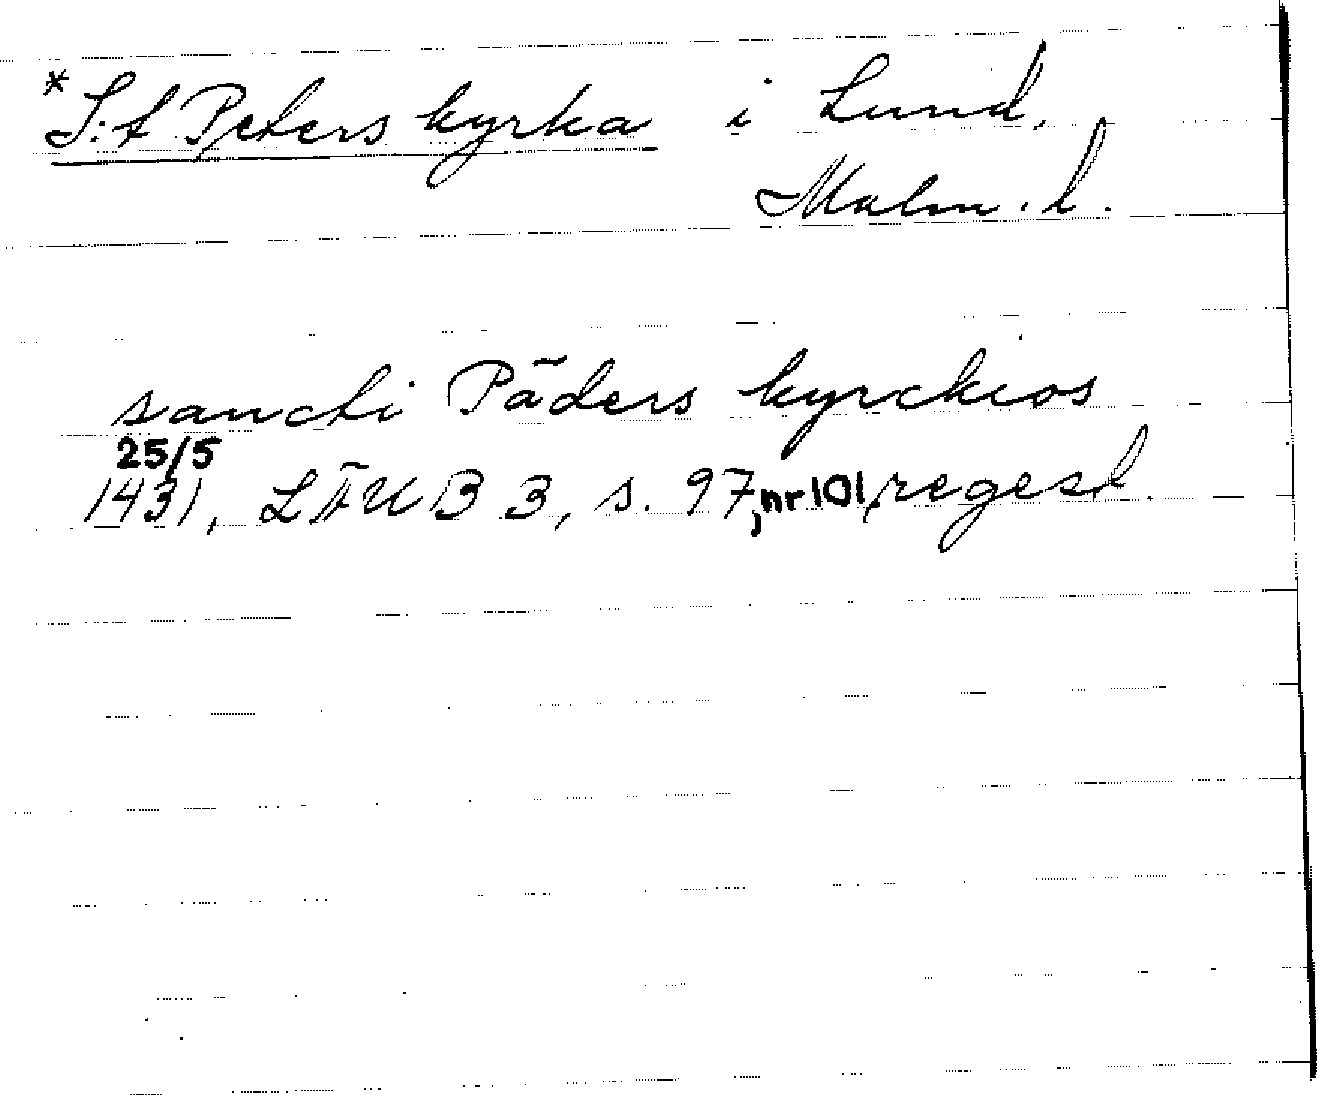 *S:t Peters kyrka i Lund,
Malm. l.
sancti Päders kyrckios
25/5
1431, LÄUB 3, s. 97, nr 101, regest.